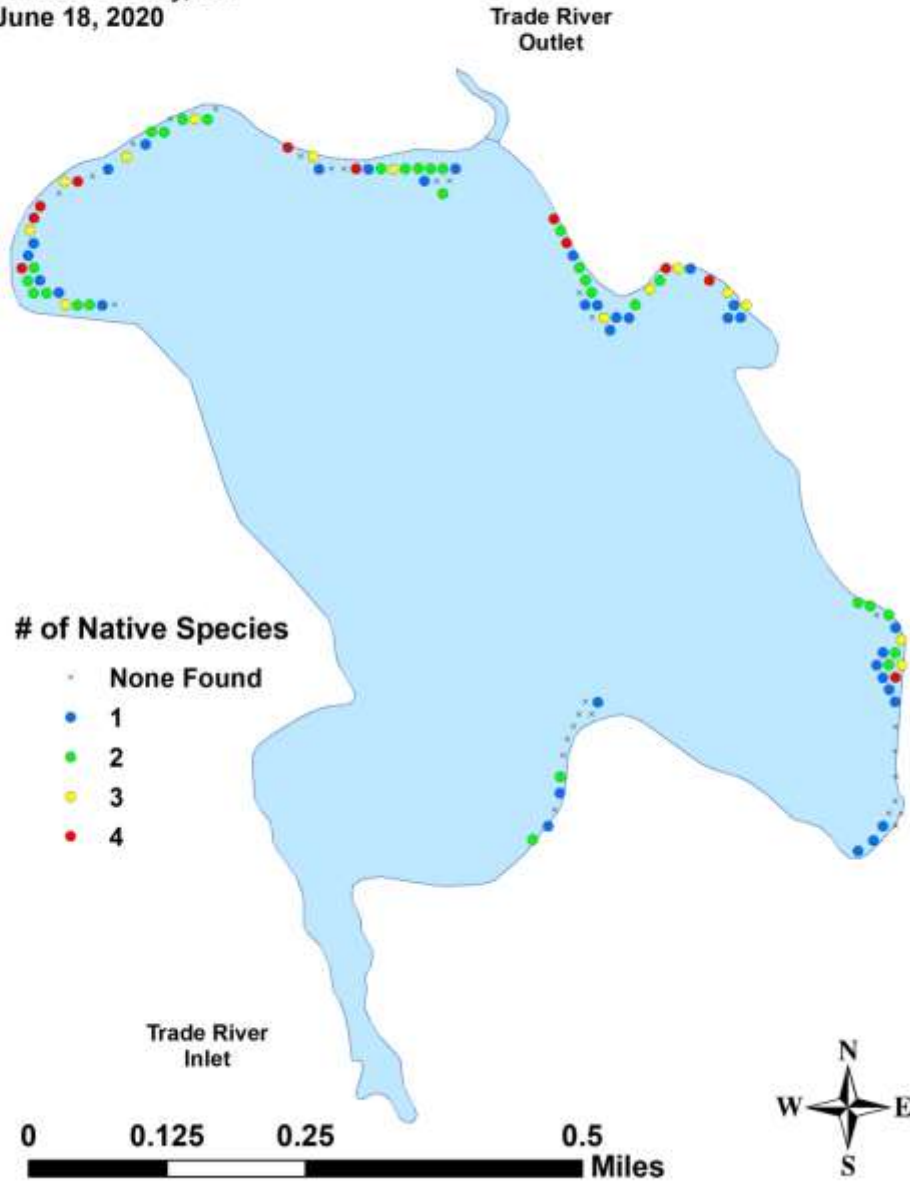 June 18, 2020
Trade River
Outlet
# of Native Species
None Found
1
2
3
4
Trade River
Inlet
N
W E
S
0 0.125 0.25 0.5
Miles